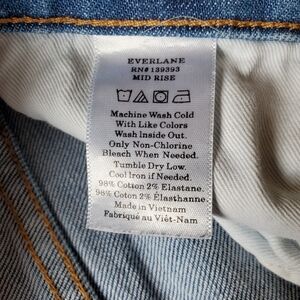 EVERLANE
RN# 139393
MID RISE
Machine Wash Cold
With Like Colors
Wash Inside Out.
Only Non-Chlorine
Bleach When Needed.
Tumble Dry Low.
Cool Iron if Needed.
98% Cotton 2% Elastane.
98% Coton 2% Élasthanne.
Made in Vietnam
Fabriqué au Viêt-Nam